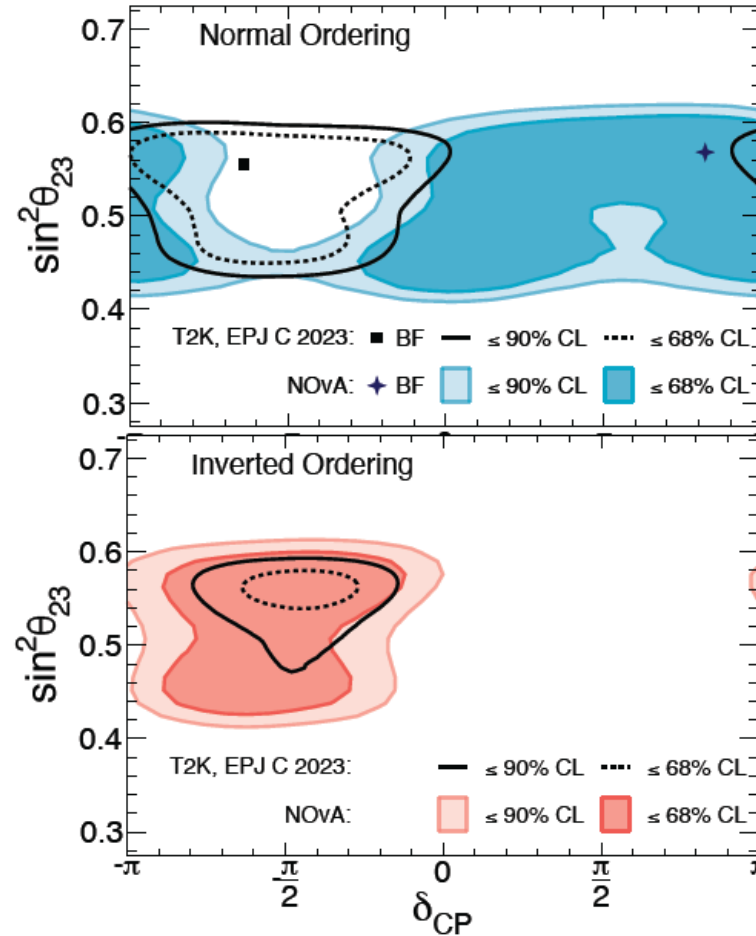 0.7
Normal Ordering
0.6
sin²θ₂₃
0.5
0.4
T2K, EPJ C 2023: BF ≤ 90% CL ≤ 68% CL
NOvA: BF ≤ 90% CL ≤ 68% CL
0.3
0.7
Inverted Ordering
0.6
sin²θ₂₃
0.5
0.4
T2K, EPJ C 2023: ≤ 90% CL ≤ 68% CL
NOvA: ≤ 90% CL ≤ 68% CL
0.3
-π -π/2 0 π/2
δCP